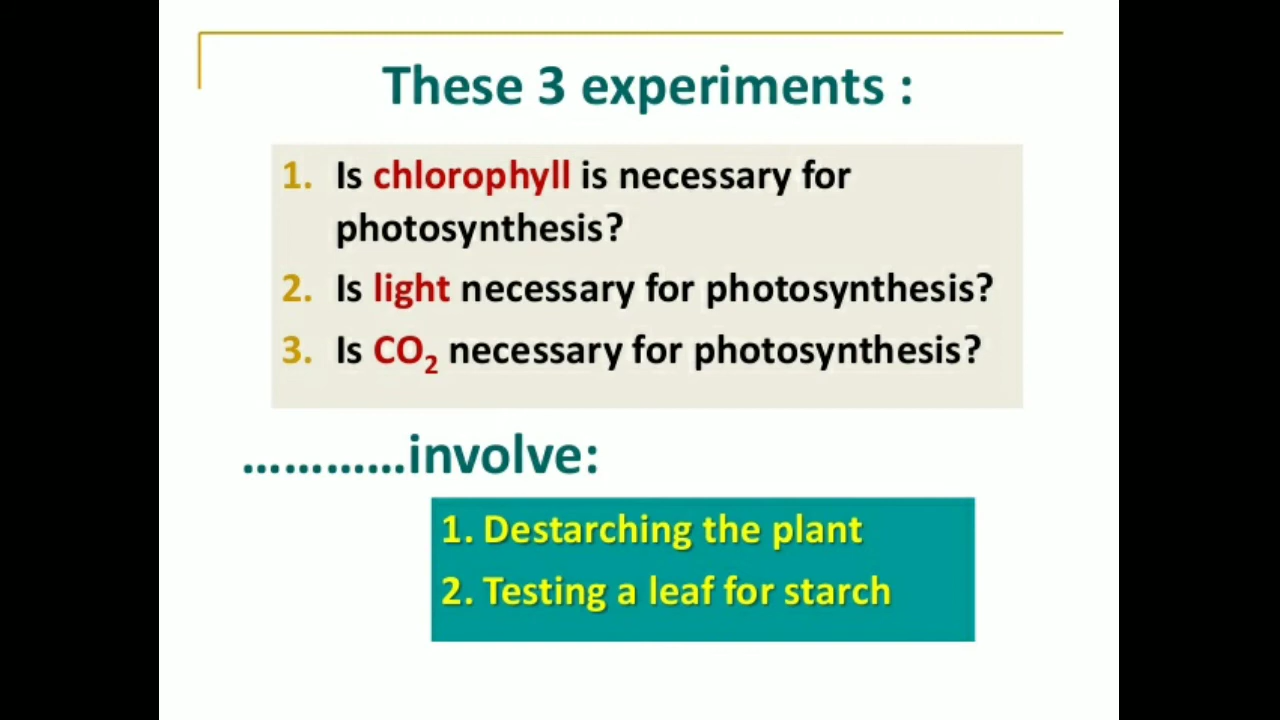 These 3 experiments :
1. Is chlorophyll is necessary for
photosynthesis?
2. Is light necessary for photosynthesis?
3. Is CO₂ necessary for photosynthesis?
…………involve:
1. Destarching the plant
2. Testing a leaf for starch